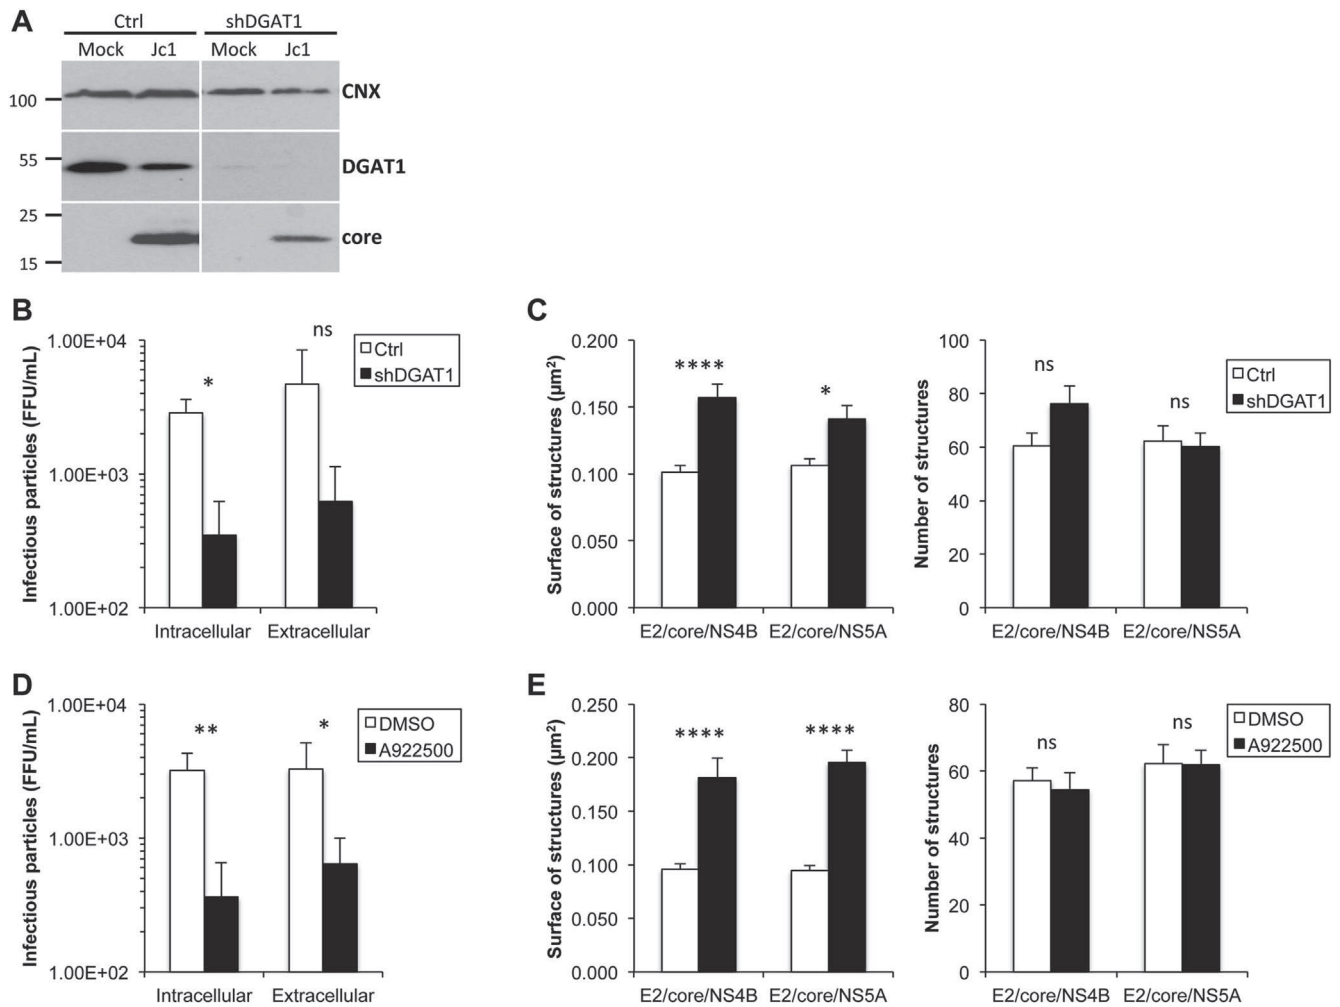 A
Ctrl shDGAT1
Mock Jc1 Mock Jc1
100 CNX
55 DGAT1
25 core
15
B
ns
*
1.00E+04
1.00E+03
1.00E+02
Infectious particles (FFU/mL)
Ctrl
shDGAT1
Intracellular Extracellular
C
0.200
0.150
0.100
0.050
0.000
Surface of structures (µm²)
****
*
E2/core/NS4B E2/core/NS5A
100
80
60
40
20
0
Number of structures
ns
ns
Ctrl
shDGAT1
E2/core/NS4B E2/core/NS5A
D
1.00E+04
1.00E+03
1.00E+02
Infectious particles (FFU/mL)
**
*
DMSO
A922500
Intracellular Extracellular
E
0.250
0.200
0.150
0.100
0.050
0.000
Surface of structures (µm²)
****
****
E2/core/NS4B E2/core/NS5A
80
60
40
20
0
Number of structures
ns
ns
DMSO
A922500
E2/core/NS4B E2/core/NS5A